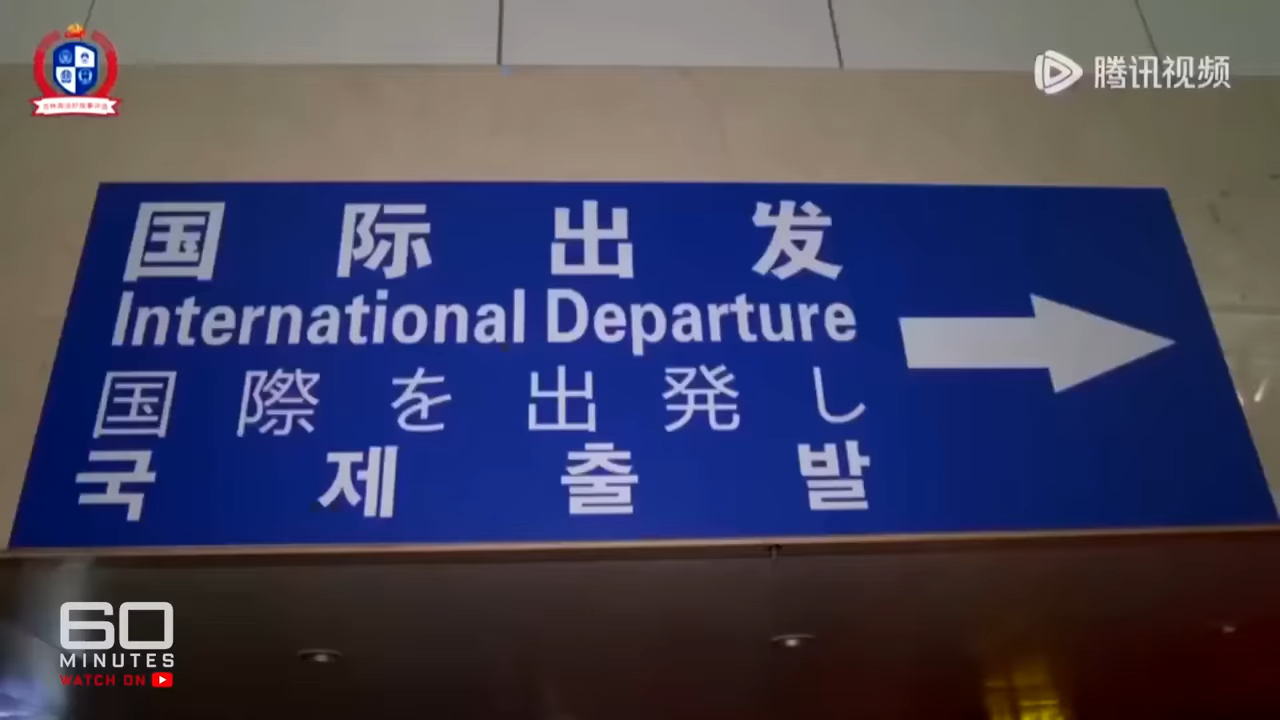 腾讯视频
国际出发
International Departure
国際を出発し
국제출발
60
MINUTES
WATCH ON